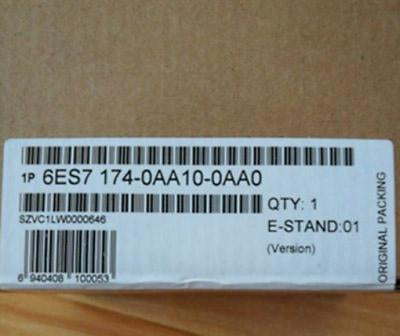 1P 6ES7 174-0AA10-0AA0
SZVC1LW0000646
QTY: 1
E-STAND:01
(Version)
6 940408 100053
ORIGINAL PACKING